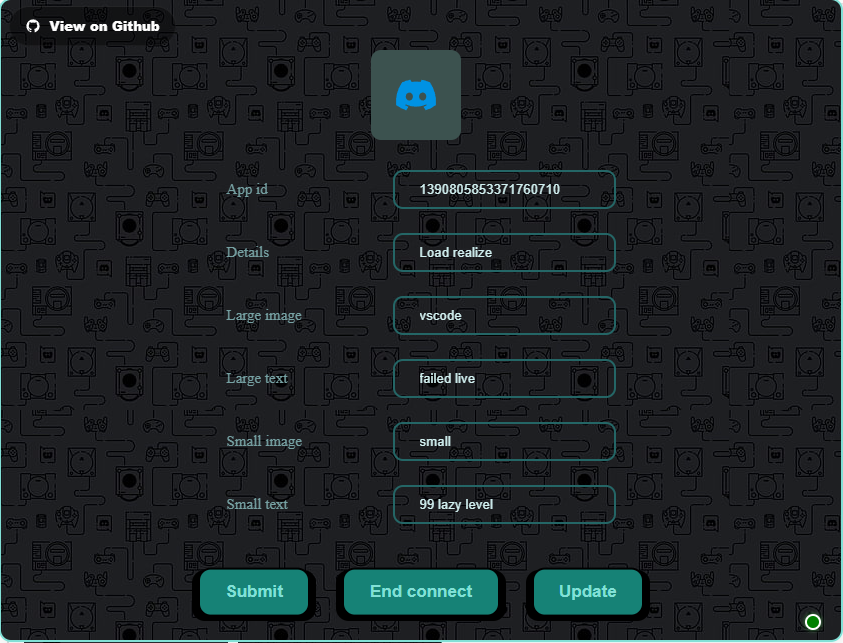 View on Github
App id
1390805853371760710
Details
Load realize
Large image
vscode
Large text
failed live
Small image
small
Small text
99 lazy level
Submit
End connect
Update